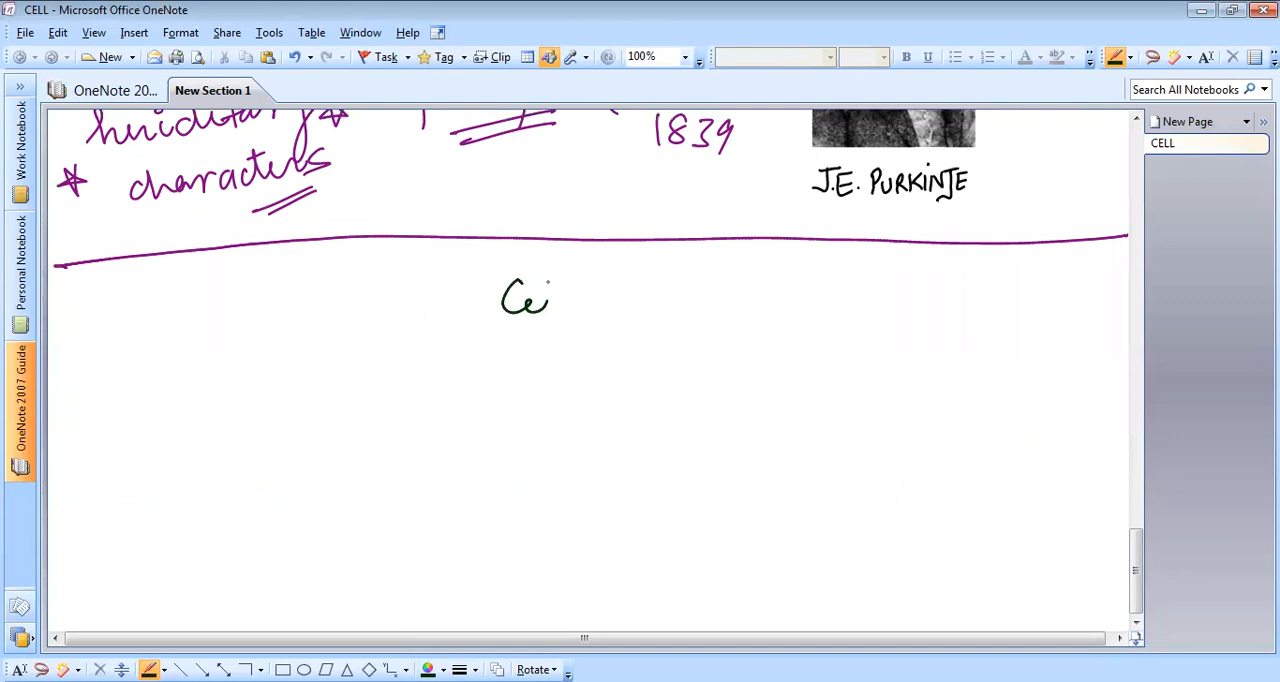 CELL - Microsoft Office OneNote
File Edit View Insert Format Share Tools Table Window Help
New Task Tag Clip 100% B U A
OneNote 20... New Section 1 Search All Notebooks
Work Notebook
Personal Notebook
OneNote 2007 Guide
New Page
CELL
characters
1839
J.E. PURKINJE
Ce
A Rotate